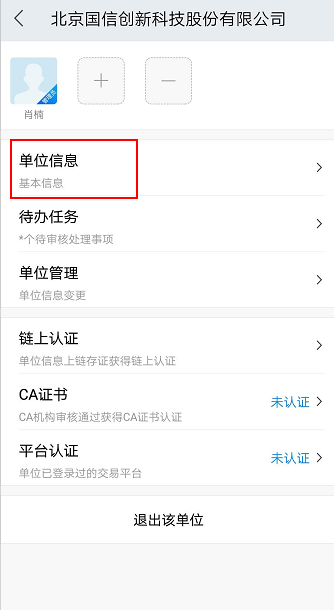 北京国信创新科技股份有限公司
管理员
肖楠
单位信息
基本信息
待办任务
*个待审核处理事项
单位管理
单位信息变更
链上认证
单位信息上链存证获得链上认证
CA证书
未认证
CA机构审核通过获得CA证书认证
平台认证
未认证
单位已登录过的交易平台
退出该单位